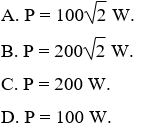 A. P = 100√2 W.
B. P = 200√2 W.
C. P = 200 W.
D. P = 100 W.